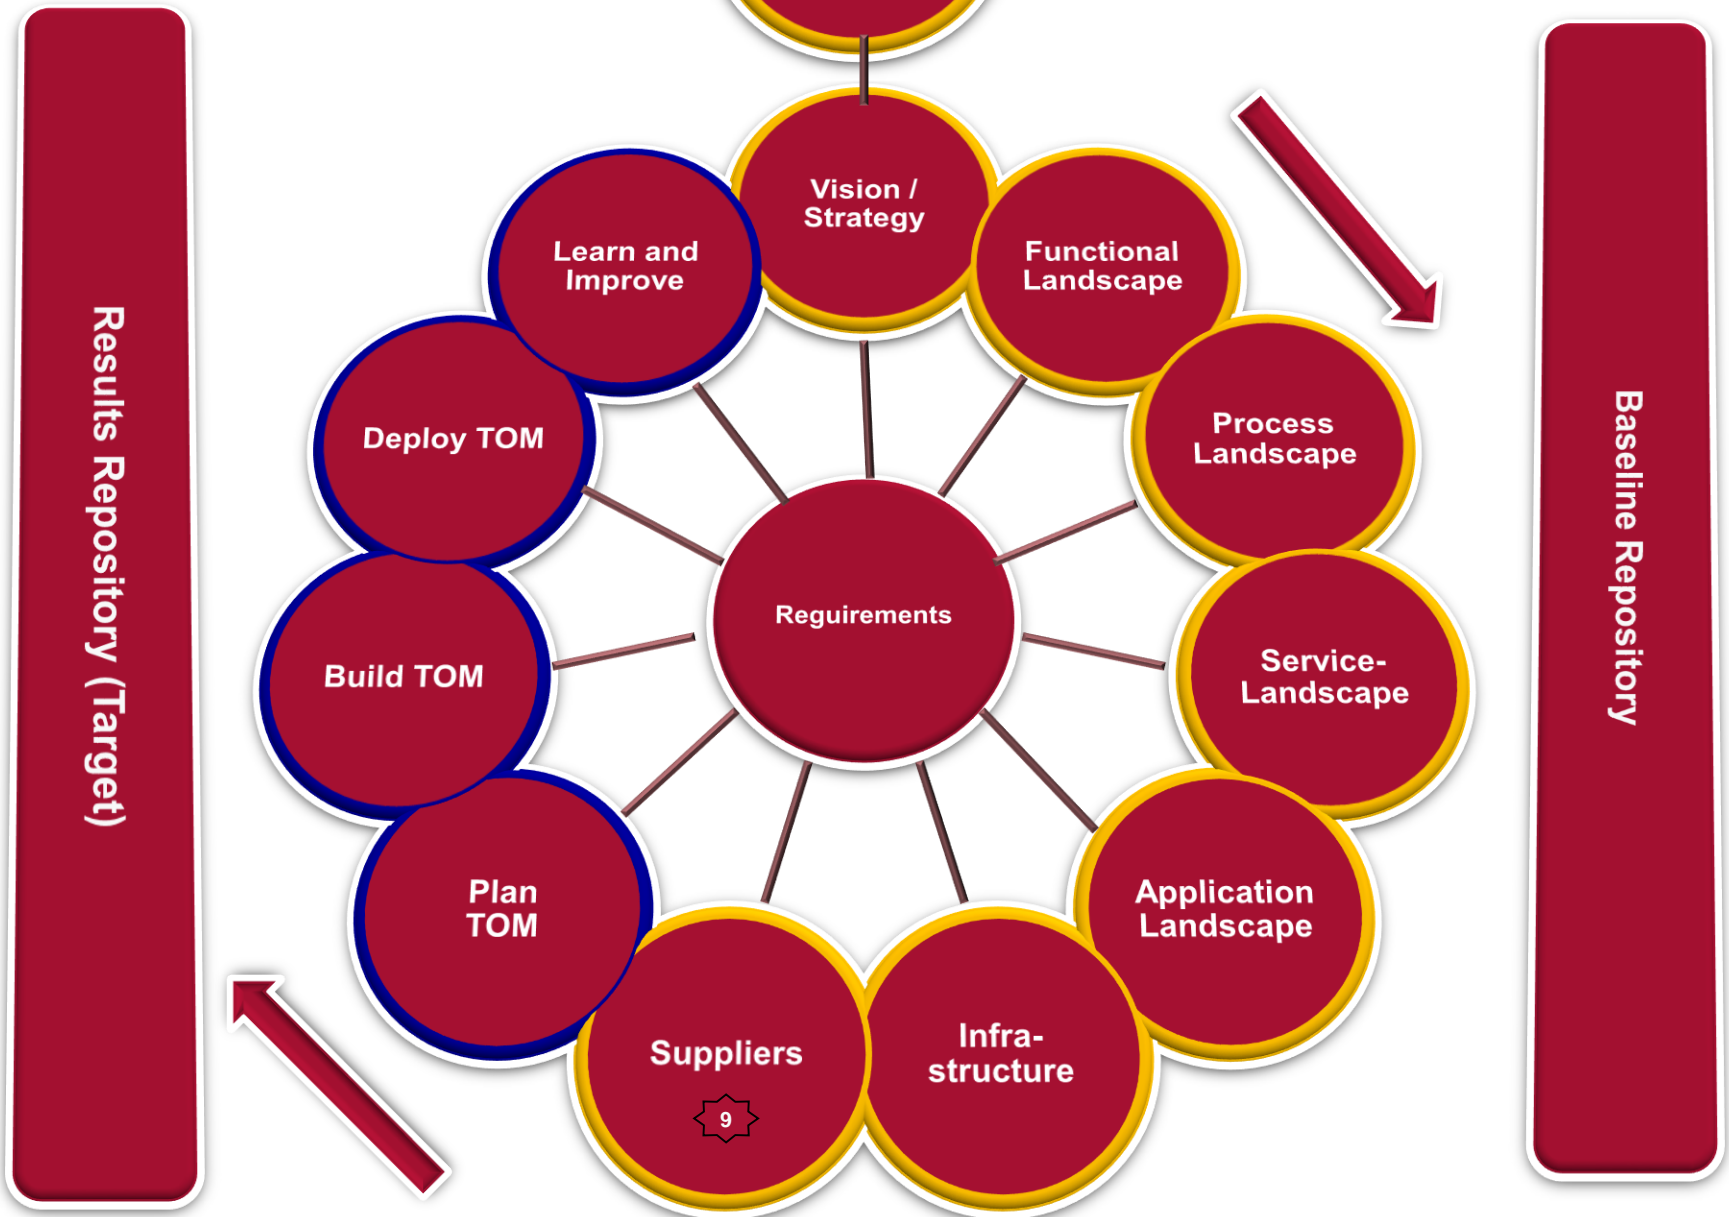 Vision /
Strategy
Learn and
Improve
Functional
Landscape
Deploy TOM
Process
Landscape
Results Repository (Target)
Baseline Repository
Reguirements
Build TOM
Service-
Landscape
Plan
TOM
Application
Landscape
Suppliers
9
Infra-
structure